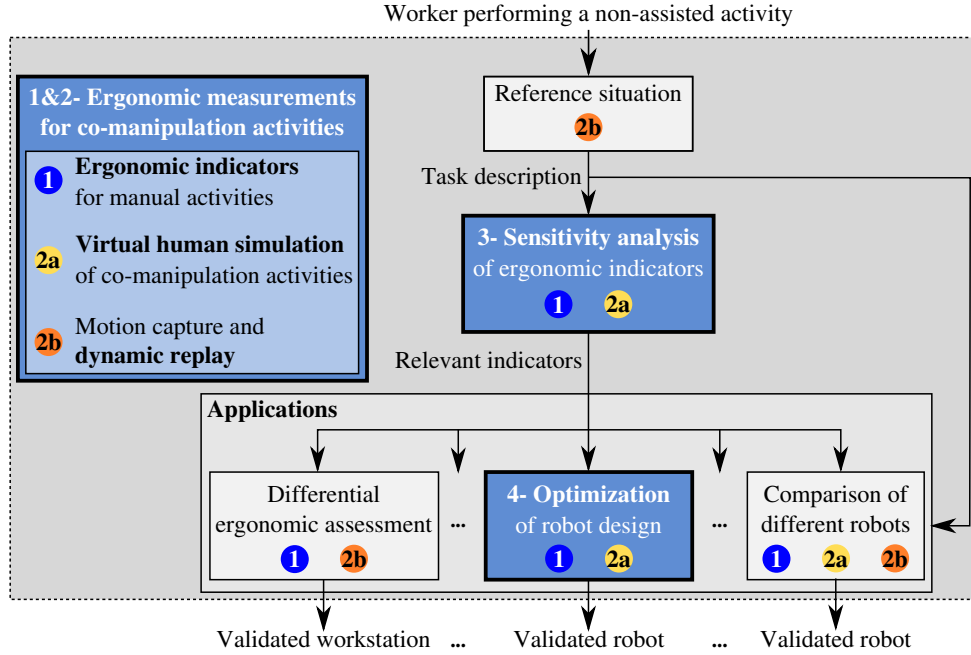 Worker performing a non-assisted activity
1&2- Ergonomic measurements
for co-manipulation activities
1 Ergonomic indicators
for manual activities
2a Virtual human simulation
of co-manipulation activities
2b Motion capture and
dynamic replay
Reference situation
2b
Task description
3- Sensitivity analysis
of ergonomic indicators
1 2a
Relevant indicators
Applications
Differential
ergonomic assessment
1 2b
...
4- Optimization
of robot design
1 2a
...
Comparison of
different robots
1 2a 2b
Validated workstation ... Validated robot ... Validated robot